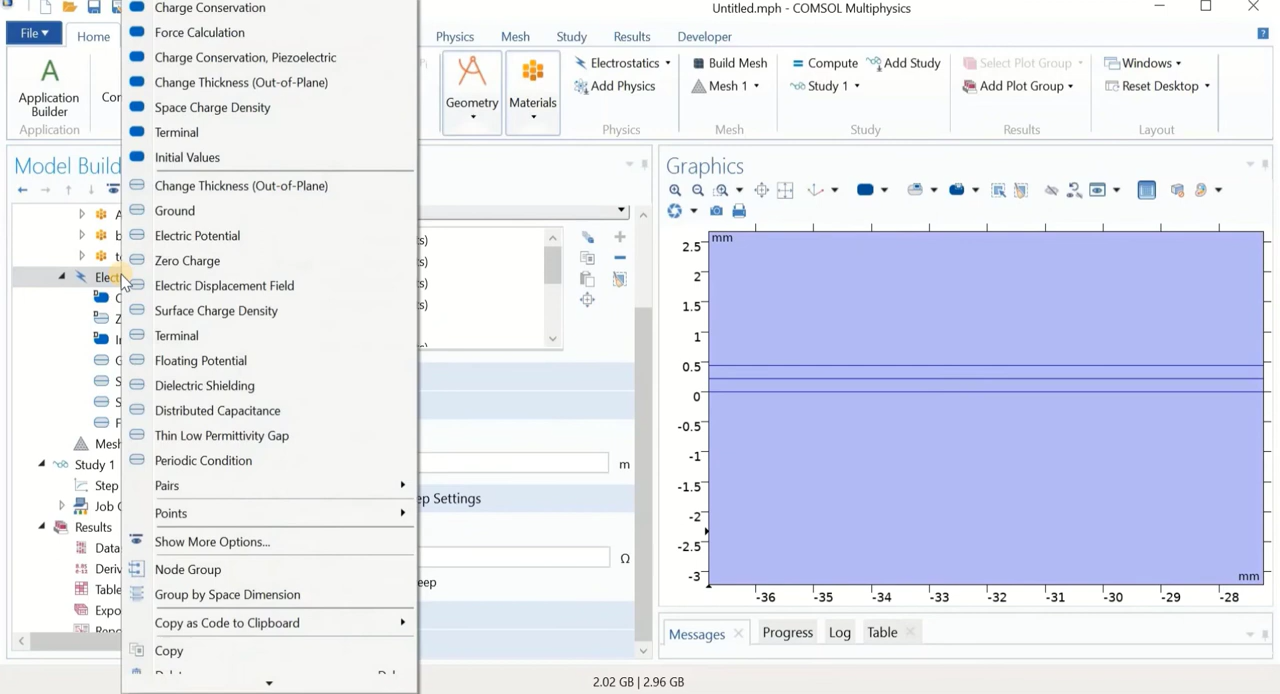 Untitled.mph - COMSOL Multiphysics
File
Home
Physics
Mesh
Study
Results
Developer
Application
Builder
Application
Geometry
Materials
Electrostatics
Add Physics
Physics
Build Mesh
Mesh 1
Mesh
Compute
Add Study
Study 1
Study
Select Plot Group
Add Plot Group
Results
Windows
Reset Desktop
Layout
Charge Conservation
Force Calculation
Charge Conservation, Piezoelectric
Change Thickness (Out-of-Plane)
Space Charge Density
Terminal
Initial Values
Change Thickness (Out-of-Plane)
Ground
Electric Potential
Zero Charge
Electric Displacement Field
Surface Charge Density
Terminal
Floating Potential
Dielectric Shielding
Distributed Capacitance
Thin Low Permittivity Gap
Periodic Condition
Pairs
Points
Show More Options...
Node Group
Group by Space Dimension
Copy as Code to Clipboard
Copy
Model
Mesh
Study 1
Step
Job
Results
Data
m
Settings
Ω
Graphics
mm
2.5
2
1.5
1
0.5
0
-0.5
-1
-1.5
-2
-2.5
-3
mm
-36
-35
-34
-33
-32
-31
-30
-29
-28
Messages
Progress
Log
Table
2.02 GB | 2.96 GB